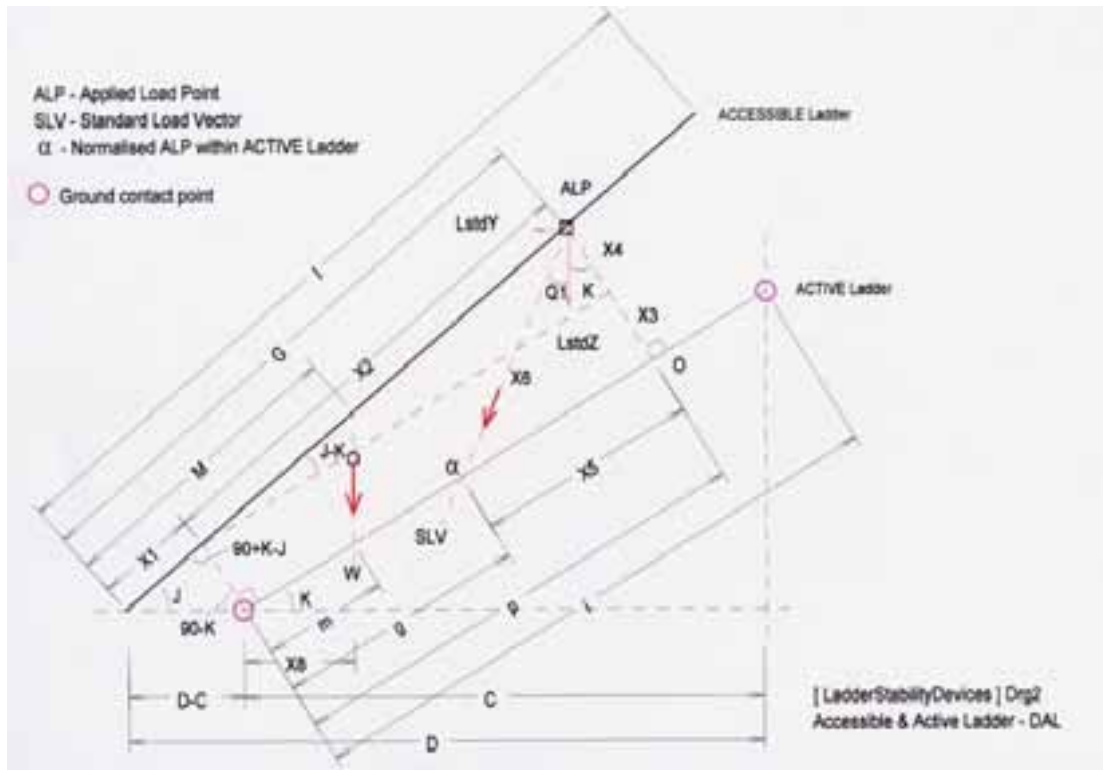 ALP - Applied Load Point
SLV - Standard Load Vector
α - Normalised ALP within ACTIVE Ladder
Ground contact point
ACCESSIBLE Ladder
ALP
LstdY
X4
I
Q1
K
ACTIVE Ladder
X3
LstdZ
G
X2
O
X6
M
J-K
α
X5
X1
SLV
90+K-J
W
J
K
90-K
m
g
p
l
X8
D-C
C
D
[ LadderStabilityDevices ] Drg2
Accessible & Active Ladder - DAL